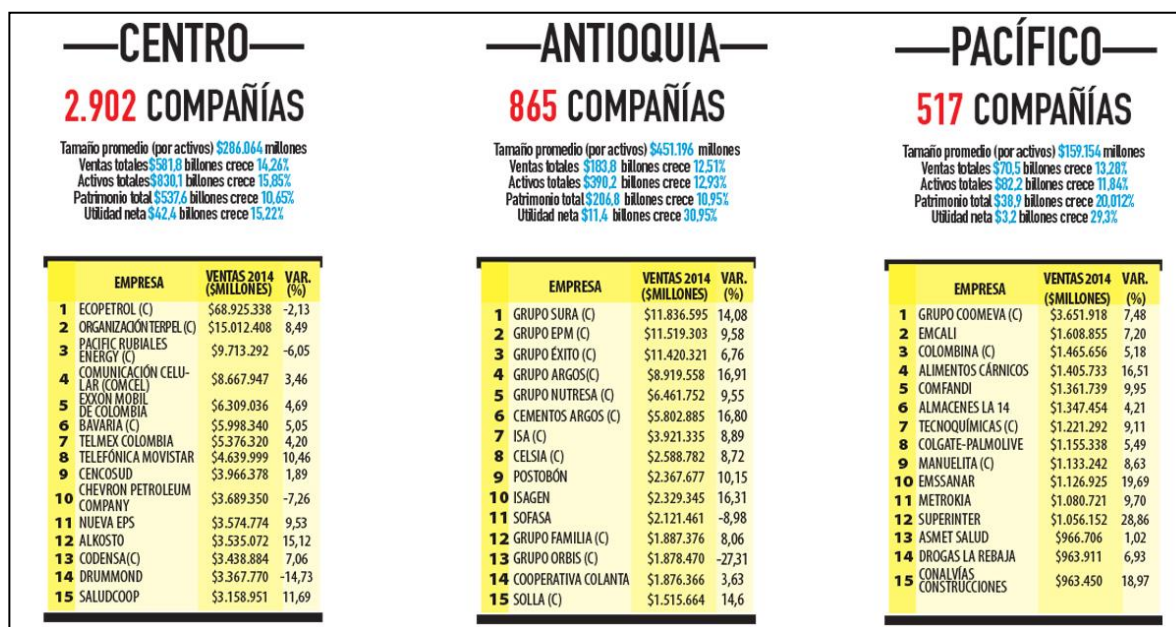 CENTRO
2.902 COMPAÑÍAS
Tamaño promedio (por activos) $286.064 millones
Ventas totales $581,8 billones crece 14,26%
Activos totales $830,1 billones crece 15,85%
Patrimonio total $537,6 billones crece 10,65%
Utilidad neta $42,4 billones crece 15,22%
EMPRESA VENTAS 2014 ($MILLONES) VAR. (%)
1 ECOPETROL (C) $68.925.338 -2,13
2 ORGANIZACIÓN TERPEL (C) $15.012.408 8,49
3 PACIFIC RUBIALES ENERGY (C) $9.713.292 -6,05
4 COMUNICACIÓN CELULAR (COMCEL) $8.667.947 3,46
5 EXXON MOBIL DE COLOMBIA $6.309.036 4,69
6 BAVARIA (C) $5.998.340 5,05
7 TELMEX COLOMBIA $5.376.320 4,20
8 TELEFÓNICA MOVISTAR $4.639.999 10,46
9 CENCOSUD $3.966.378 1,89
10 CHEVRON PETROLEUM COMPANY $3.689.350 -7,26
11 NUEVA EPS $3.574.774 9,53
12 ALKOSTO $3.535.072 15,12
13 CODENSA(C) $3.438.884 7,06
14 DRUMMOND $3.367.770 -14,73
15 SALUDCOOP $3.158.951 11,69
ANTIOQUIA
865 COMPAÑÍAS
Tamaño promedio (por activos) $451.196 millones
Ventas totales $183,8 billones crece 12,51%
Activos totales $390,2 billones crece 12,93%
Patrimonio total $206,8 billones crece 10,95%
Utilidad neta $11,4 billones crece 30,95%
EMPRESA VENTAS 2014 ($MILLONES) VAR. (%)
1 GRUPO SURA (C) $11.836.595 14,08
2 GRUPO EPM (C) $11.519.303 9,58
3 GRUPO ÉXITO (C) $11.420.321 6,76
4 GRUPO ARGOS(C) $8.919.558 16,91
5 GRUPO NUTRESA (C) $6.461.752 9,55
6 CEMENTOS ARGOS (C) $5.802.885 16,80
7 ISA (C) $3.921.335 8,89
8 CELSIA (C) $2.588.782 8,72
9 POSTOBÓN $2.367.677 10,15
10 ISAGEN $2.329.345 16,31
11 SOFASA $2.121.461 -8,98
12 GRUPO FAMILIA (C) $1.887.376 8,06
13 GRUPO ORBIS (C) $1.878.470 -27,31
14 COOPERATIVA COLANTA $1.876.366 3,63
15 SOLLA (C) $1.515.664 14,6
PACÍFICO
517 COMPAÑÍAS
Tamaño promedio (por activos) $159.154 millones
Ventas totales $70,5 billones crece 13,28%
Activos totales $82,2 billones crece 11,84%
Patrimonio total $38,9 billones crece 20,012%
Utilidad neta $3,2 billones crece 29,3%
EMPRESA VENTAS 2014 ($MILLONES) VAR. (%)
1 GRUPO COOMEVA (C) $3.651.918 7,48
2 EMCALI $1.608.855 7,20
3 COLOMBINA (C) $1.465.656 5,18
4 ALIMENTOS CÁRNICOS $1.405.733 16,51
5 COMFANDI $1.361.739 9,95
6 ALMACENES LA 14 $1.347.454 4,21
7 TECNOQUÍMICAS (C) $1.221.292 9,11
8 COLGATE-PALMOLIVE $1.155.338 5,49
9 MANUELITA (C) $1.133.242 8,63
10 EMSSANAR $1.126.925 19,69
11 METROKIA $1.080.721 9,70
12 SUPERINTER $1.056.152 28,86
13 ASMET SALUD $966.706 1,02
14 DROGAS LA REBAJA $963.911 6,93
15 CONALVÍAS CONSTRUCCIONES $963.450 18,97